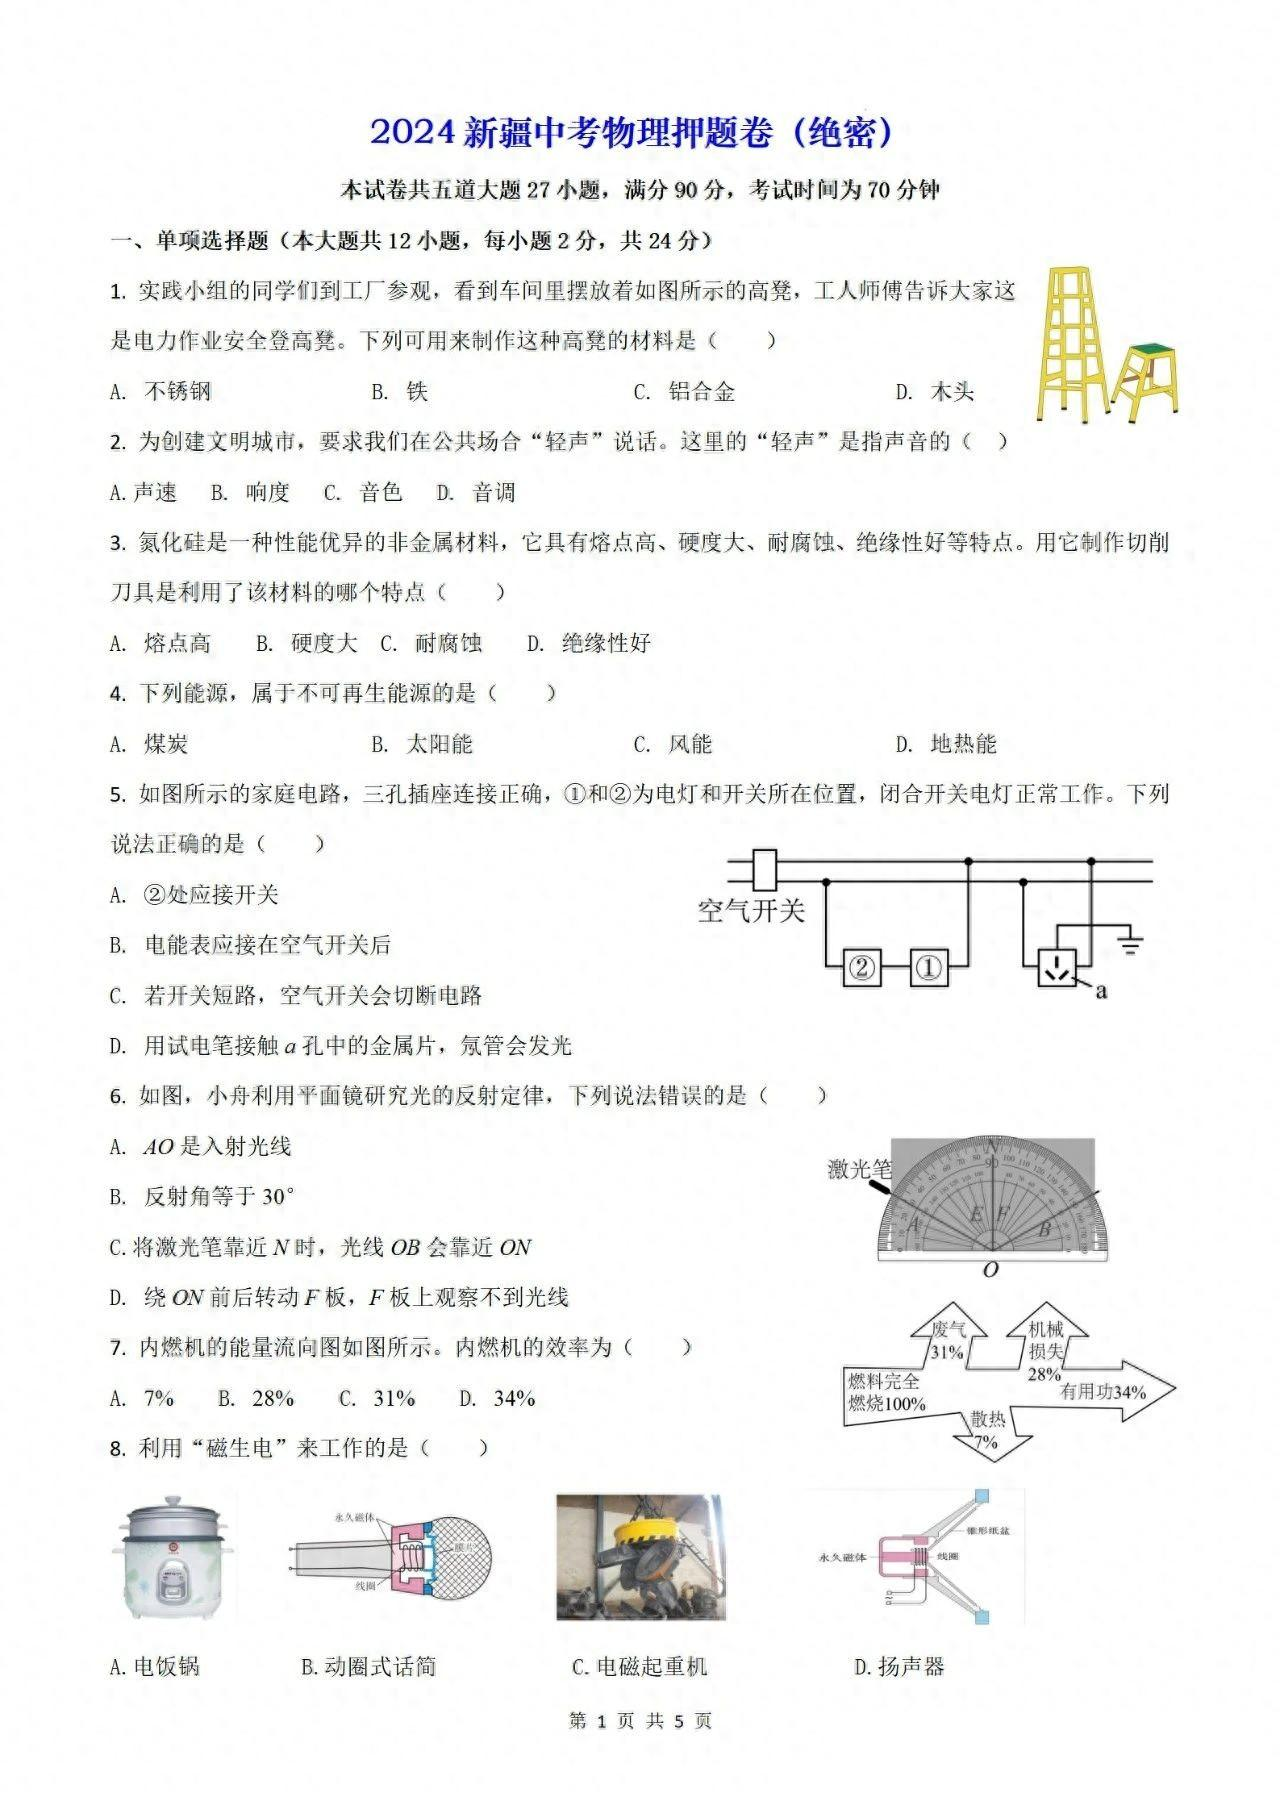 2024新疆中考物理押题卷（绝密）
本试卷共五道大题27小题，满分90分，考试时间为70分钟
一、单项选择题（本大题共12小题，每小题2分，共24分）
1. 实践小组的同学们到工厂参观，看到车间里摆放着如图所示的高凳，工人师傅告诉大家这
是电力作业安全登高凳。下列可用来制作这种高凳的材料是（　　）
A. 不锈钢　　B. 铁　　C. 铝合金　　D. 木头
2. 为创建文明城市，要求我们在公共场合“轻声”说话。这里的“轻声”是指声音的（　）
A.声速　B. 响度　C. 音色　D. 音调
3. 氮化硅是一种性能优异的非金属材料，它具有熔点高、硬度大、耐腐蚀、绝缘性好等特点。用它制作切削
刀具是利用了该材料的哪个特点（　　）
A. 熔点高　B. 硬度大　C. 耐腐蚀　D. 绝缘性好
4. 下列能源，属于不可再生能源的是（　　）
A. 煤炭　　B. 太阳能　　C. 风能　　D. 地热能
5. 如图所示的家庭电路，三孔插座连接正确，①和②为电灯和开关所在位置，闭合开关电灯正常工作。下列
说法正确的是（　　）
A. ②处应接开关
空气开关
B. 电能表应接在空气开关后
② ①
C. 若开关短路，空气开关会切断电路
a
D. 用试电笔接触a孔中的金属片，氖管会发光
6. 如图，小舟利用平面镜研究光的反射定律，下列说法错误的是（　　）
A. AO是入射光线
激光笔
N
90
B. 反射角等于30°
A E F B
C.将激光笔靠近N时，光线OB会靠近ON
O
D. 绕ON前后转动F板，F板上观察不到光线
7. 内燃机的能量流向图如图所示。内燃机的效率为（　　）
废气
31%
机械
损失
28%
燃料完全
燃烧100%
有用功34%
散热
7%
A. 7%　B. 28%　C. 31%　D. 34%
8. 利用“磁生电”来工作的是（　　）
永久磁体
膜片
线圈
锥形纸盆
永久磁体
线圈
A.电饭锅　　B.动圈式话筒　　C.电磁起重机　　D.扬声器
第 1 页 共 5 页